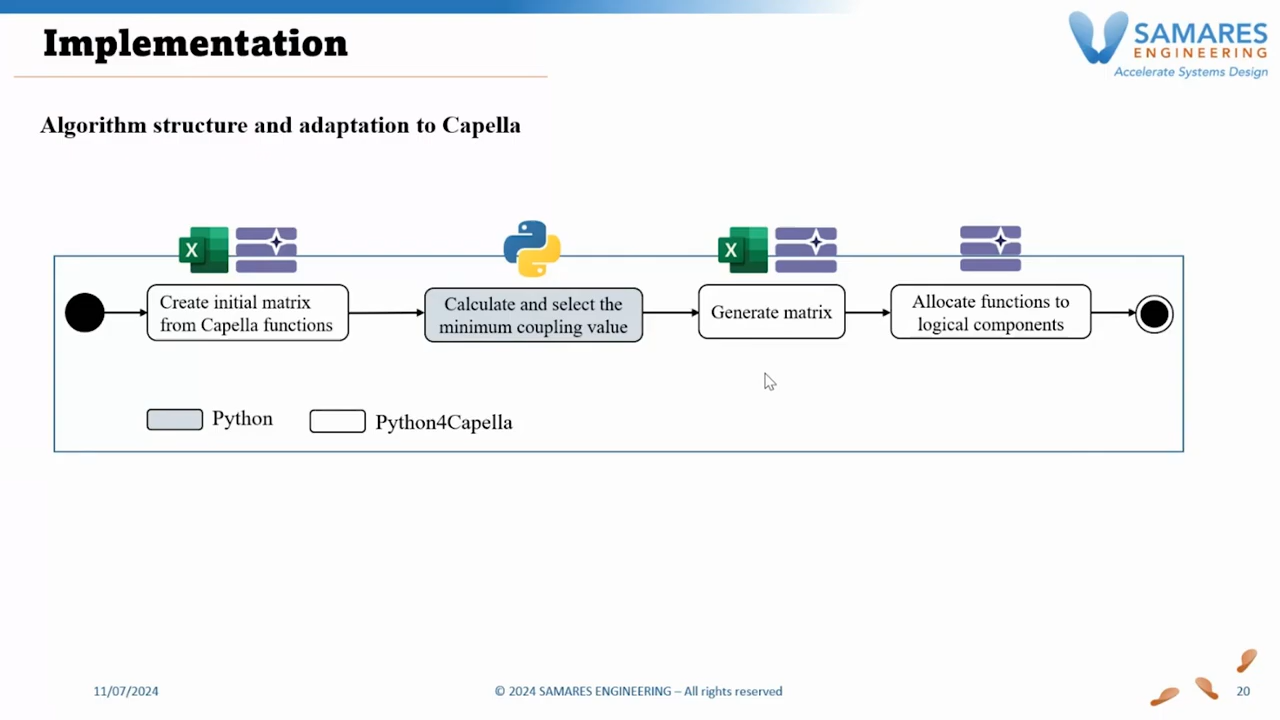 Implementation
SAMARES
ENGINEERING
Accelerate Systems Design
Algorithm structure and adaptation to Capella
X
X
Create initial matrix
from Capella functions
Calculate and select the
minimum coupling value
Generate matrix
Allocate functions to
logical components
Python
Python4Capella
11/07/2024
© 2024 SAMARES ENGINEERING – All rights reserved
20